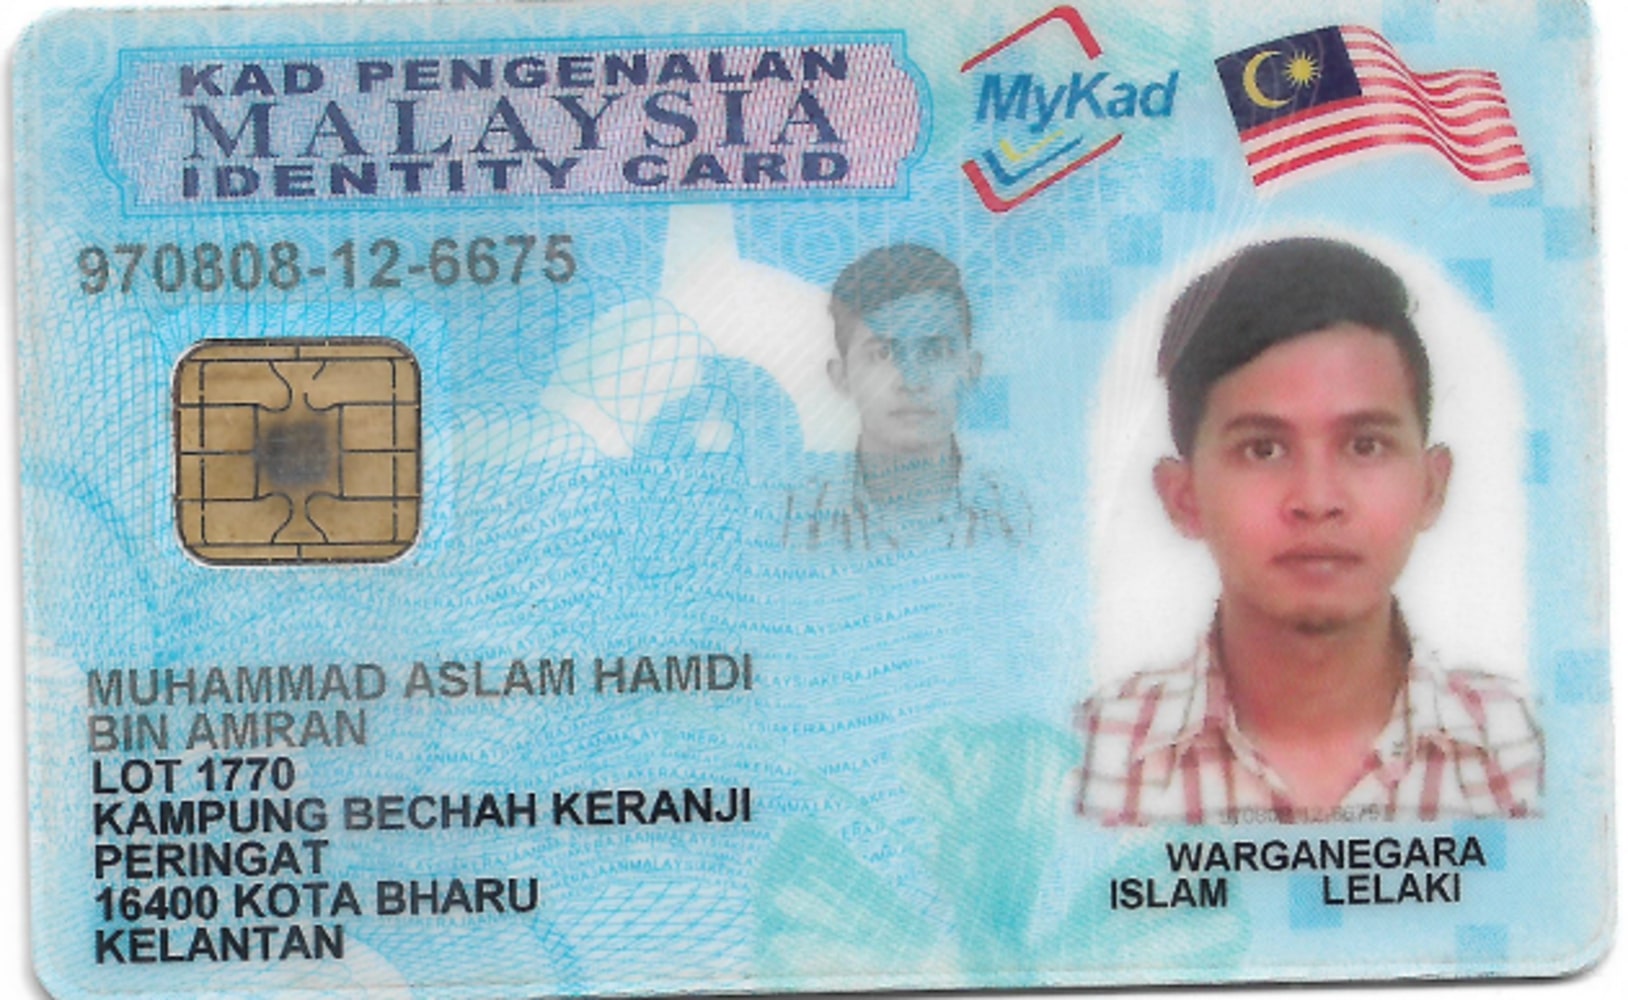 KAD PENGENALAN
MALAYSIA
IDENTITY CARD
MyKad
970808-12-6675
MUHAMMAD ASLAM HAMDI
BIN AMRAN
LOT 1770
KAMPUNG BECHAH KERANJI
PERINGAT
16400 KOTA BHARU
KELANTAN
970808-12-6675
WARGANEGARA
ISLAM LELAKI